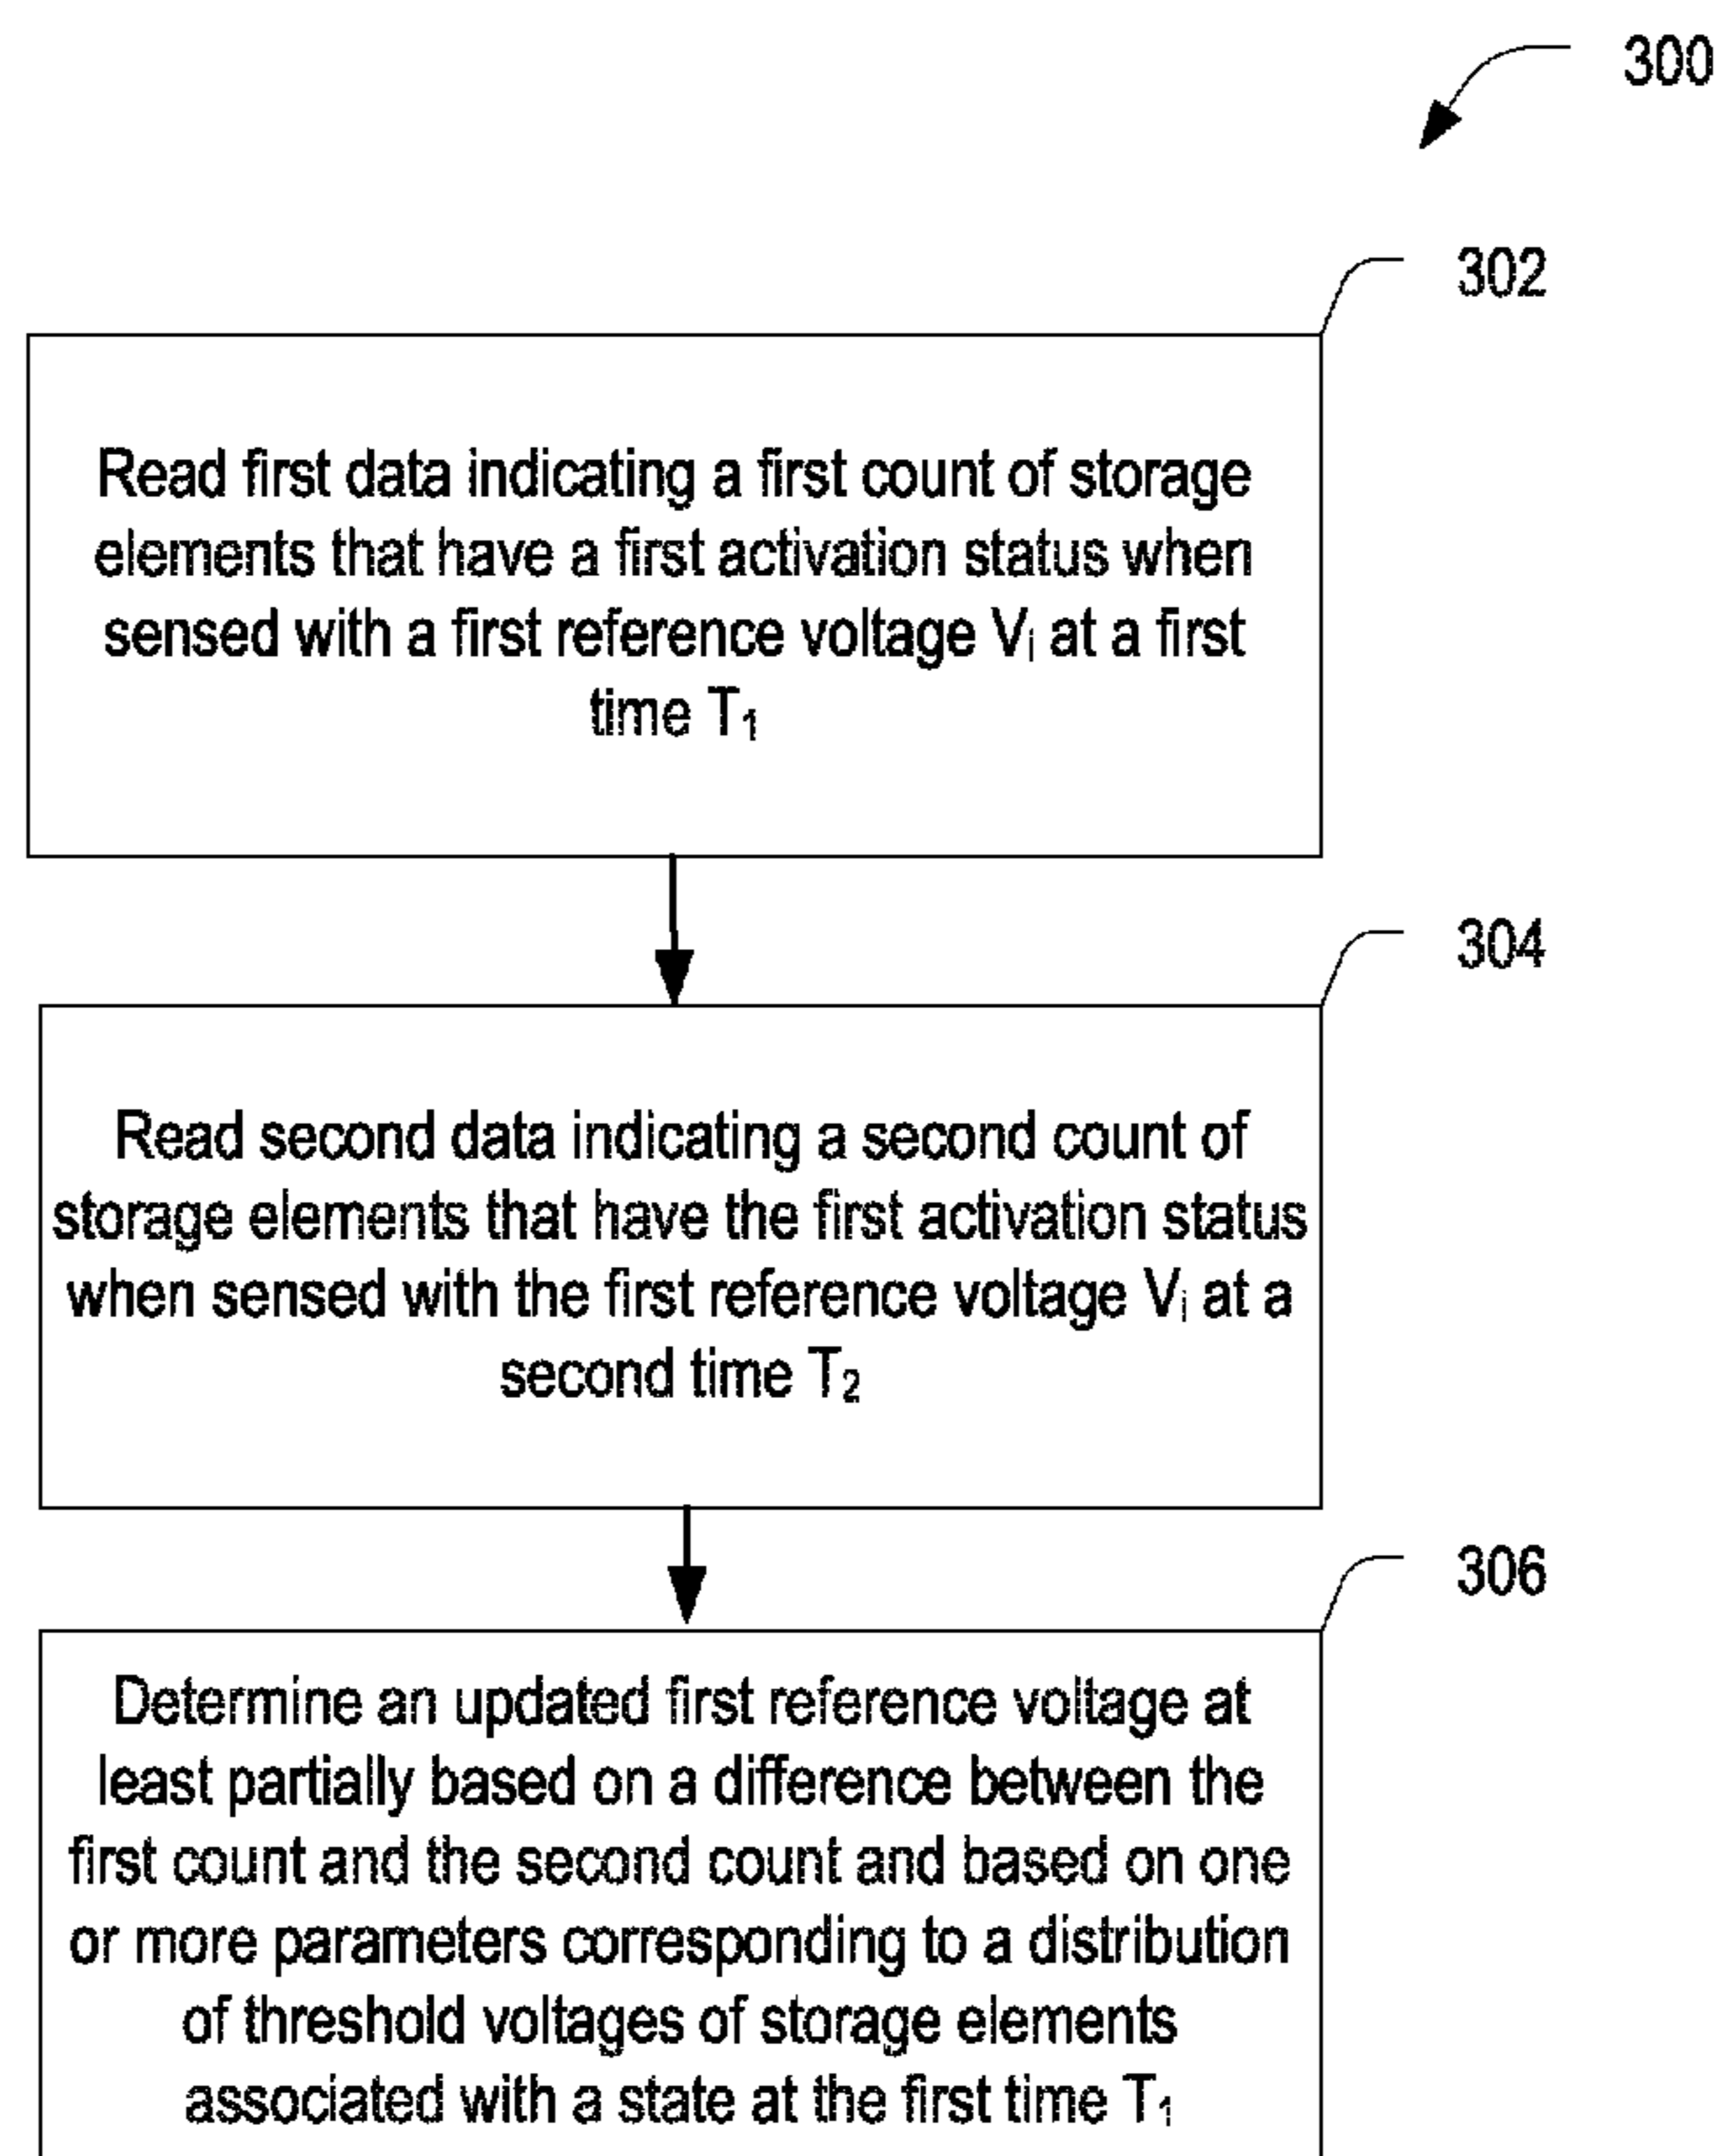 300
302
Read first data indicating a first count of storage
elements that have a first activation status when
sensed with a first reference voltage Vᵢ at a first
time T₁
304
Read second data indicating a second count of
storage elements that have the first activation status
when sensed with the first reference voltage Vᵢ at a
second time T₂
306
Determine an updated first reference voltage at
least partially based on a difference between the
first count and the second count and based on one
or more parameters corresponding to a distribution
of threshold voltages of storage elements
associated with a state at the first time T₁